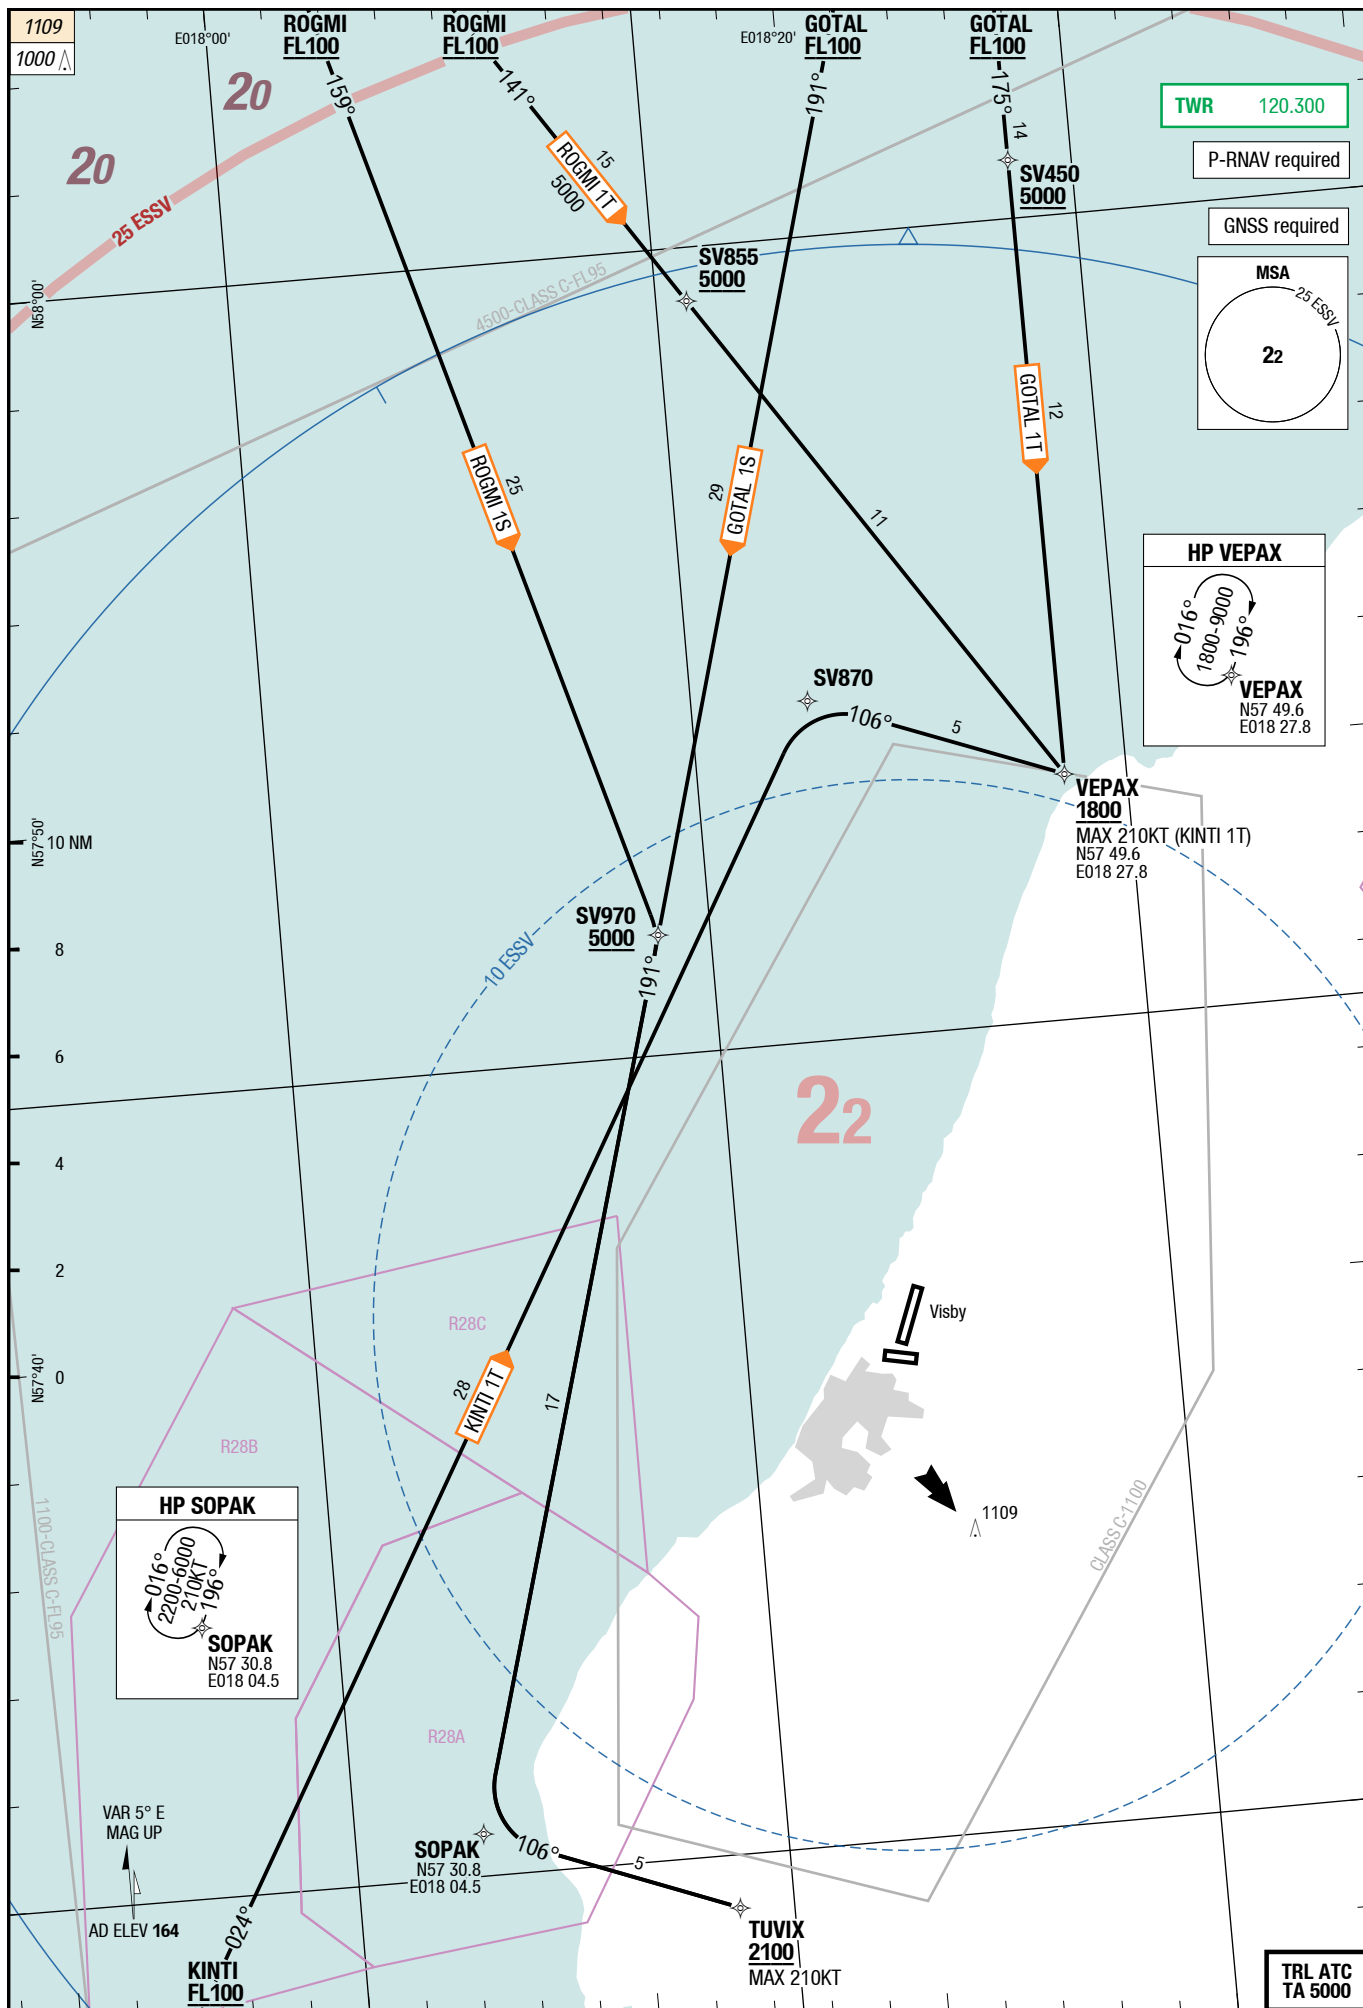 1109
1000
E018°00'
ROGMI
FL100
ROGMI
FL100
E018°20'
GOTAL
FL100
GOTAL
FL100
159°
141°
191°
175°
14
20
20
25 ESSV
TWR 120.300
P-RNAV required
GNSS required
MSA
25 ESSV
22
ROGMI 1T
15
5000
SV450
5000
SV855
5000
N58°00'
4500-CLASS C-FL95
GOTAL 1T
12
ROGMI 1S
25
GOTAL 1S
29
11
HP VEPAX
016°
1800-9000
196°
VEPAX
N57 49.6
E018 27.8
SV870
106°
5
VEPAX
1800
MAX 210KT (KINTI 1T)
N57 49.6
E018 27.8
N57°50'
10 NM
8
6
4
2
0
SV970
5000
191°
10 ESSV
22
R28C
Visby
N57°40'
KINTI 1T
28
17
R28B
1109
CLASS C-1100
1100-CLASS C-FL95
HP SOPAK
016°
2200-6000
210KT
196°
SOPAK
N57 30.8
E018 04.5
R28A
VAR 5° E
MAG UP
AD ELEV 164
SOPAK
N57 30.8
E018 04.5
106°
5
024°
KINTI
FL100
TUVIX
2100
MAX 210KT
TRL ATC
TA 5000